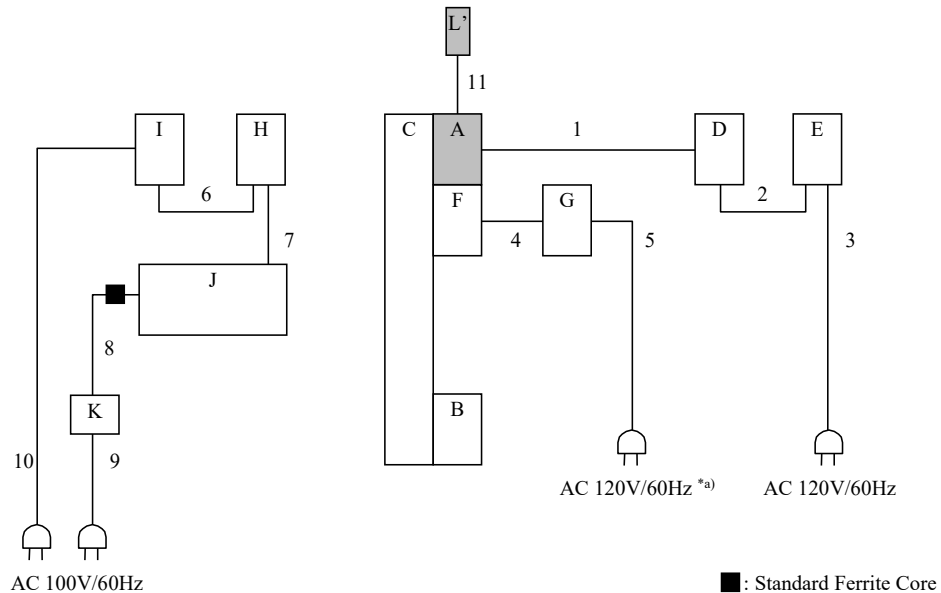 L’
11
I
H
C
A
1
D
E
6
F
G
2
7
4
5
3
J
8
K
B
10
9
AC 120V/60Hz *a)
AC 120V/60Hz
AC 100V/60Hz
: Standard Ferrite Core